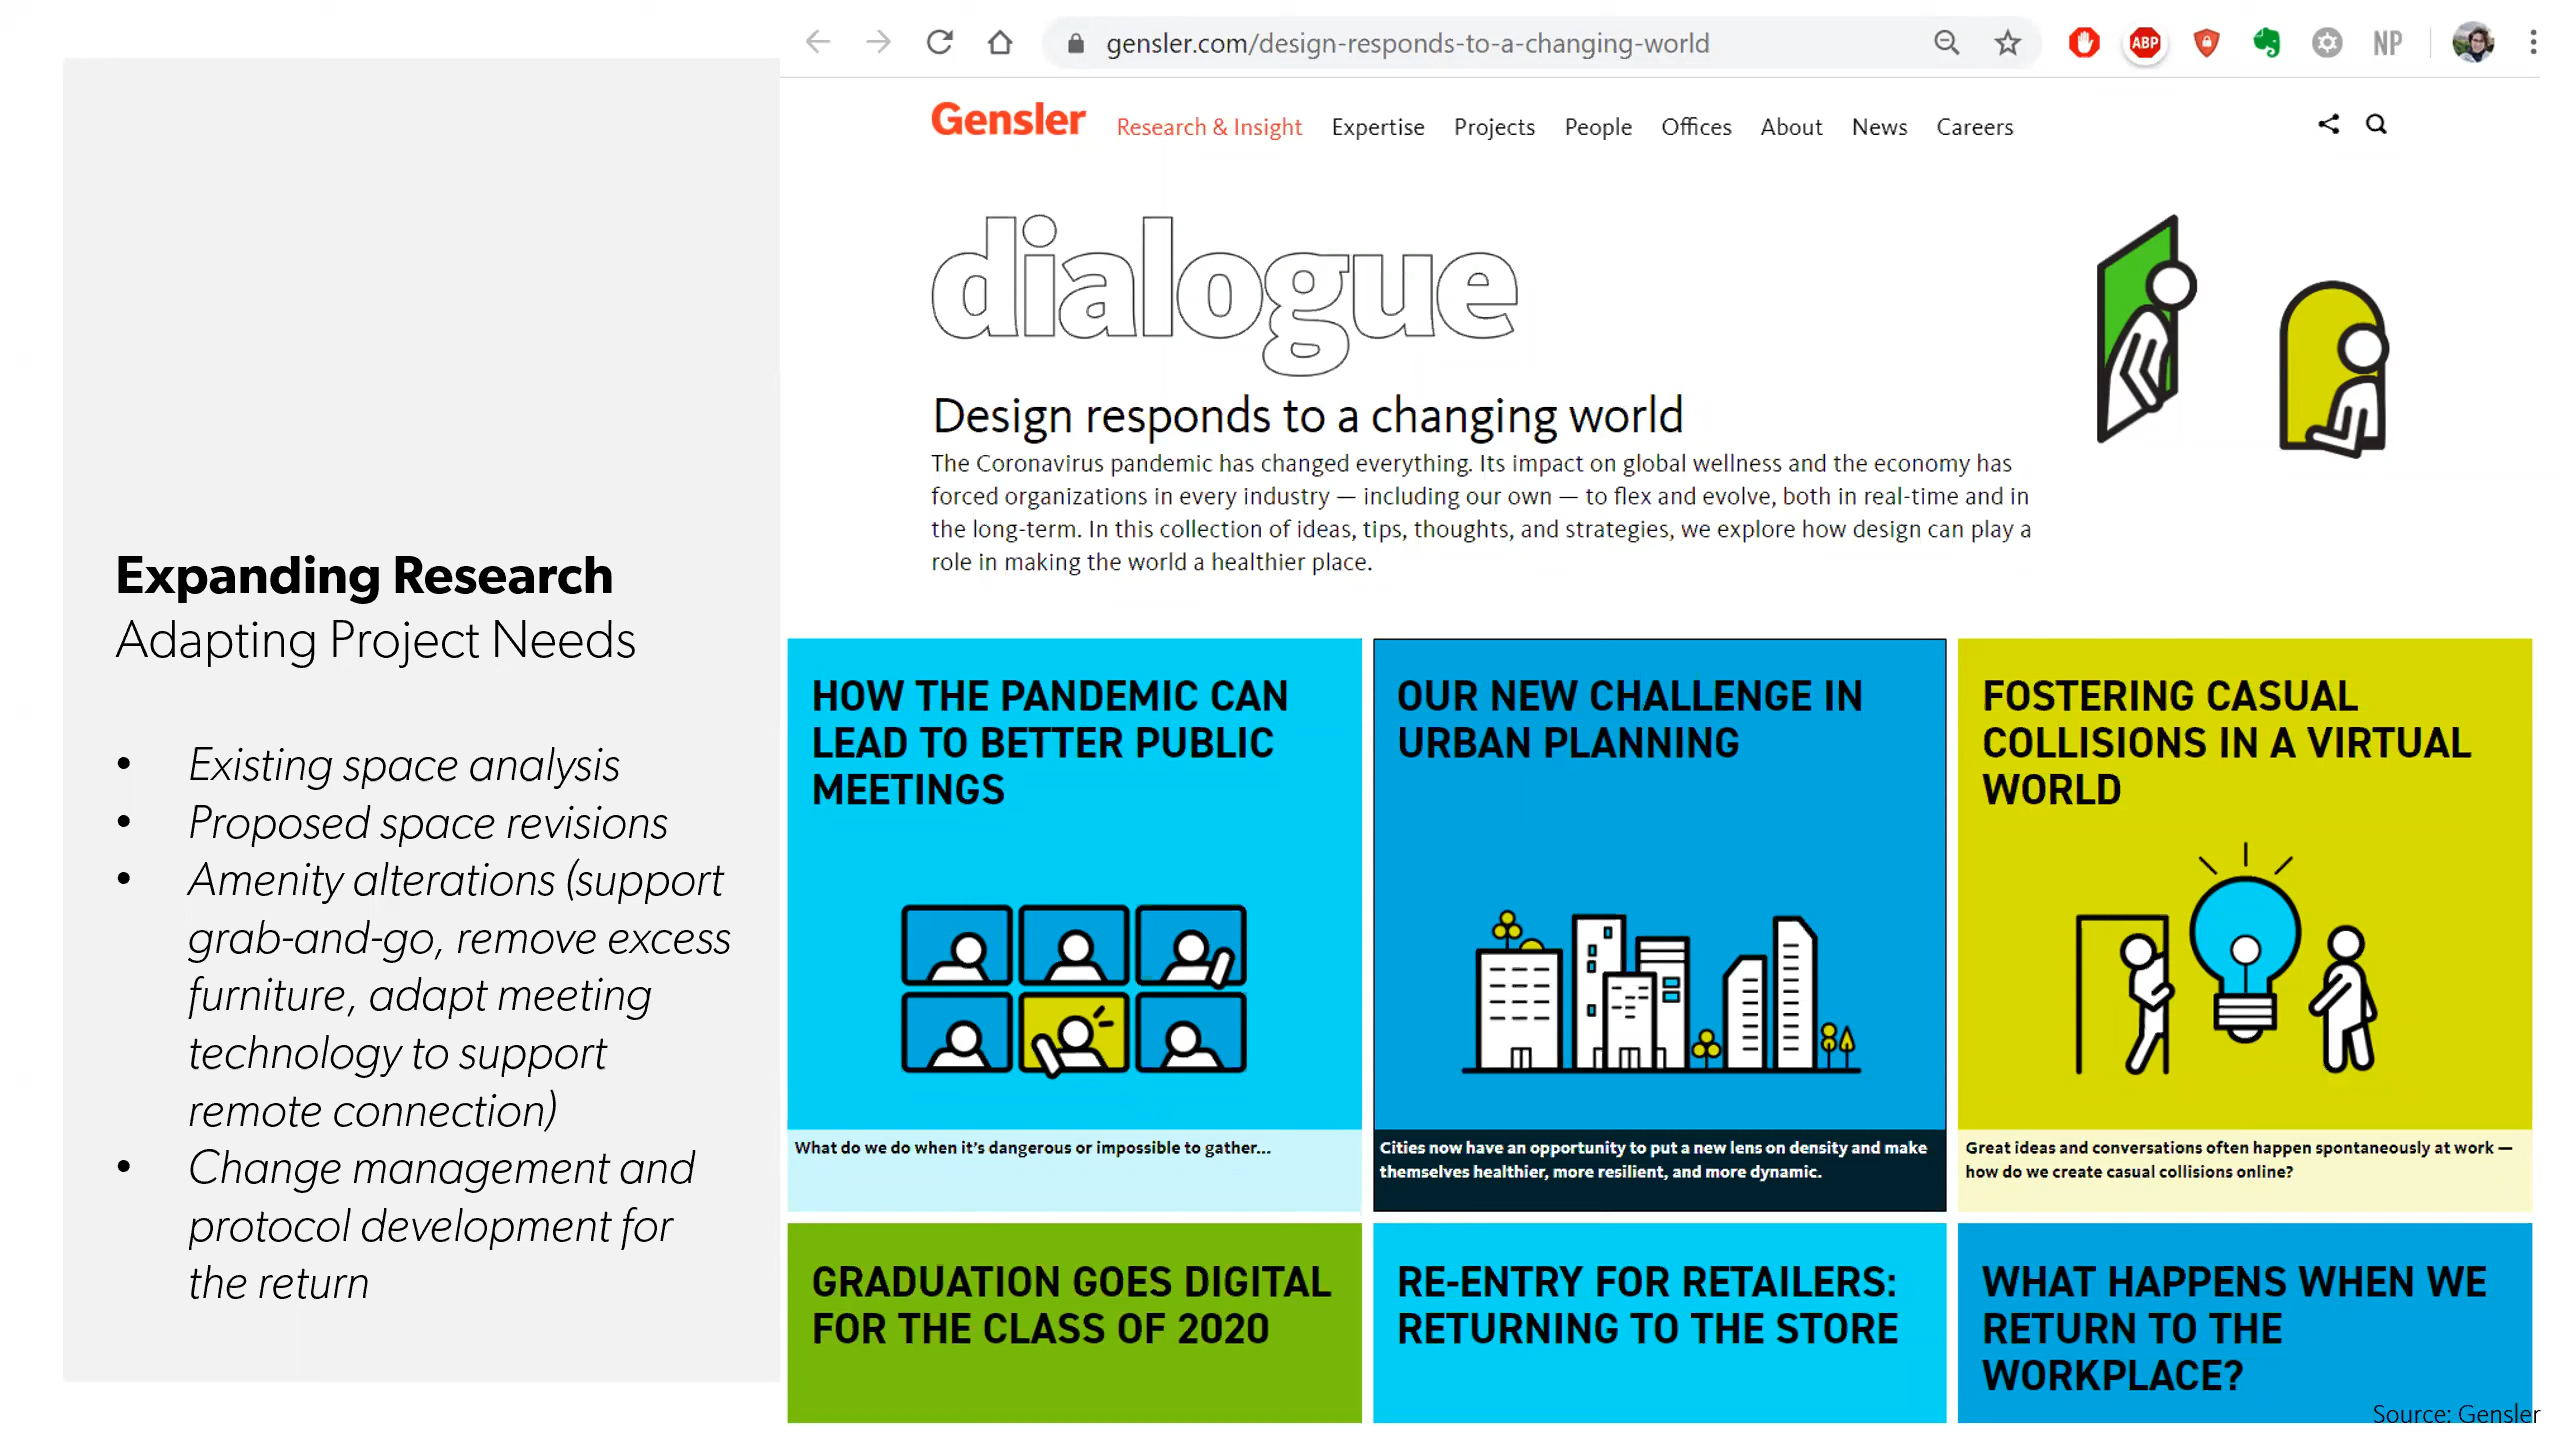 Expanding Research
Adapting Project Needs
• Existing space analysis
• Proposed space revisions
• Amenity alterations (support
grab-and-go, remove excess
furniture, adapt meeting
technology to support
remote connection)
• Change management and
protocol development for
the return
gensler.com/design-responds-to-a-changing-world
ABP
NP
Gensler Research & Insight Expertise Projects People Offices About News Careers
dialogue
Design responds to a changing world
The Coronavirus pandemic has changed everything. Its impact on global wellness and the economy has
forced organizations in every industry — including our own — to flex and evolve, both in real-time and in
the long-term. In this collection of ideas, tips, thoughts, and strategies, we explore how design can play a
role in making the world a healthier place.
HOW THE PANDEMIC CAN
LEAD TO BETTER PUBLIC
MEETINGS
What do we do when it's dangerous or impossible to gather...
OUR NEW CHALLENGE IN
URBAN PLANNING
Cities now have an opportunity to put a new lens on density and make
themselves healthier, more resilient, and more dynamic.
FOSTERING CASUAL
COLLISIONS IN A VIRTUAL
WORLD
Great ideas and conversations often happen spontaneously at work —
how do we create casual collisions online?
GRADUATION GOES DIGITAL
FOR THE CLASS OF 2020
RE-ENTRY FOR RETAILERS:
RETURNING TO THE STORE
WHAT HAPPENS WHEN WE
RETURN TO THE
WORKPLACE?
Source: Gensler